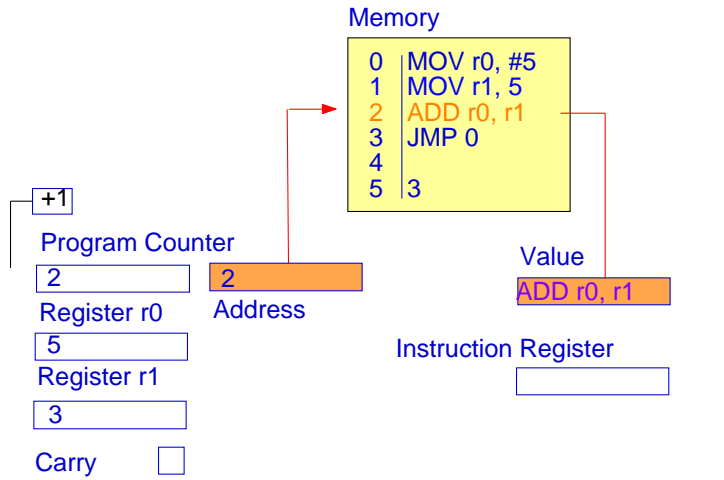 Memory
0 MOV r0, #5
1 MOV r1, 5
2 ADD r0, r1
3 JMP 0
4
5 3
+1
Program Counter
2
2
Address
Value
ADD r0, r1
Register r0
5
Instruction Register
Register r1
3
Carry